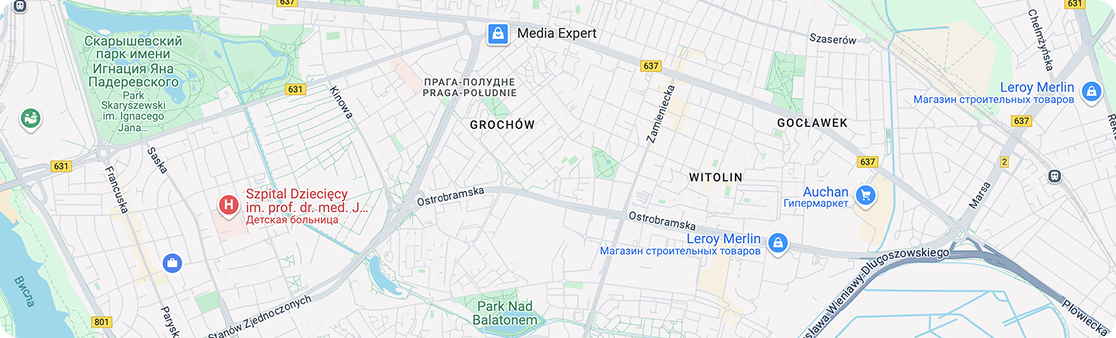 631
637
Скарышевский
парк имени
Игнация Яна
Падеревского
Park
Skaryszewski
im. Ignacego
Jana...
Media Expert
637
Szaserów
Chełmżyńska
631
Kinowa
ПРАГА-ПОЛУДНЕ
PRAGA-POŁUDNIE
GROCHÓW
Zamieniecka
GOCŁAWEK
Leroy Merlin
Магазин строительных товаров
637
631
Saska
Francuska
637
2
WITOLIN
Szpital Dziecięcy
im. prof. dr. med. J...
Детская больница
H
Ostrobramska
Ostrobramska
Auchan
Гипермаркет
Marsa
Leroy Merlin
Магазин строительных товаров
Висла
801
Stanów Zjednoczonych
Park Nad
Balatonem
Wieniawy-Długoszowskiego
Płowiecka